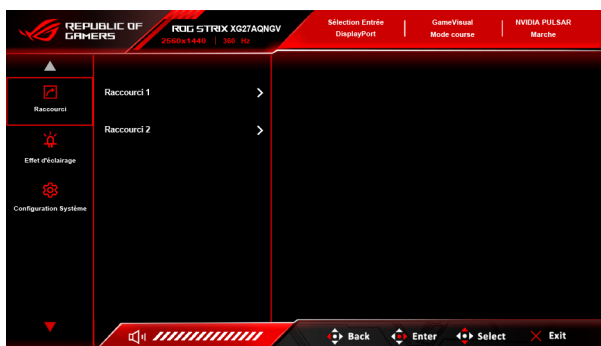 REPUBLIC OF
GAMERS
ROG STRIX XG27AQNGV
2560x1440 | 360 Hz
Sélection Entrée
DisplayPort
GameVisual
Mode course
NVIDIA PULSAR
Marche
Raccourci
Effet d'éclairage
Configuration Système
Raccourci 1
Raccourci 2
Back
Enter
Select
Exit